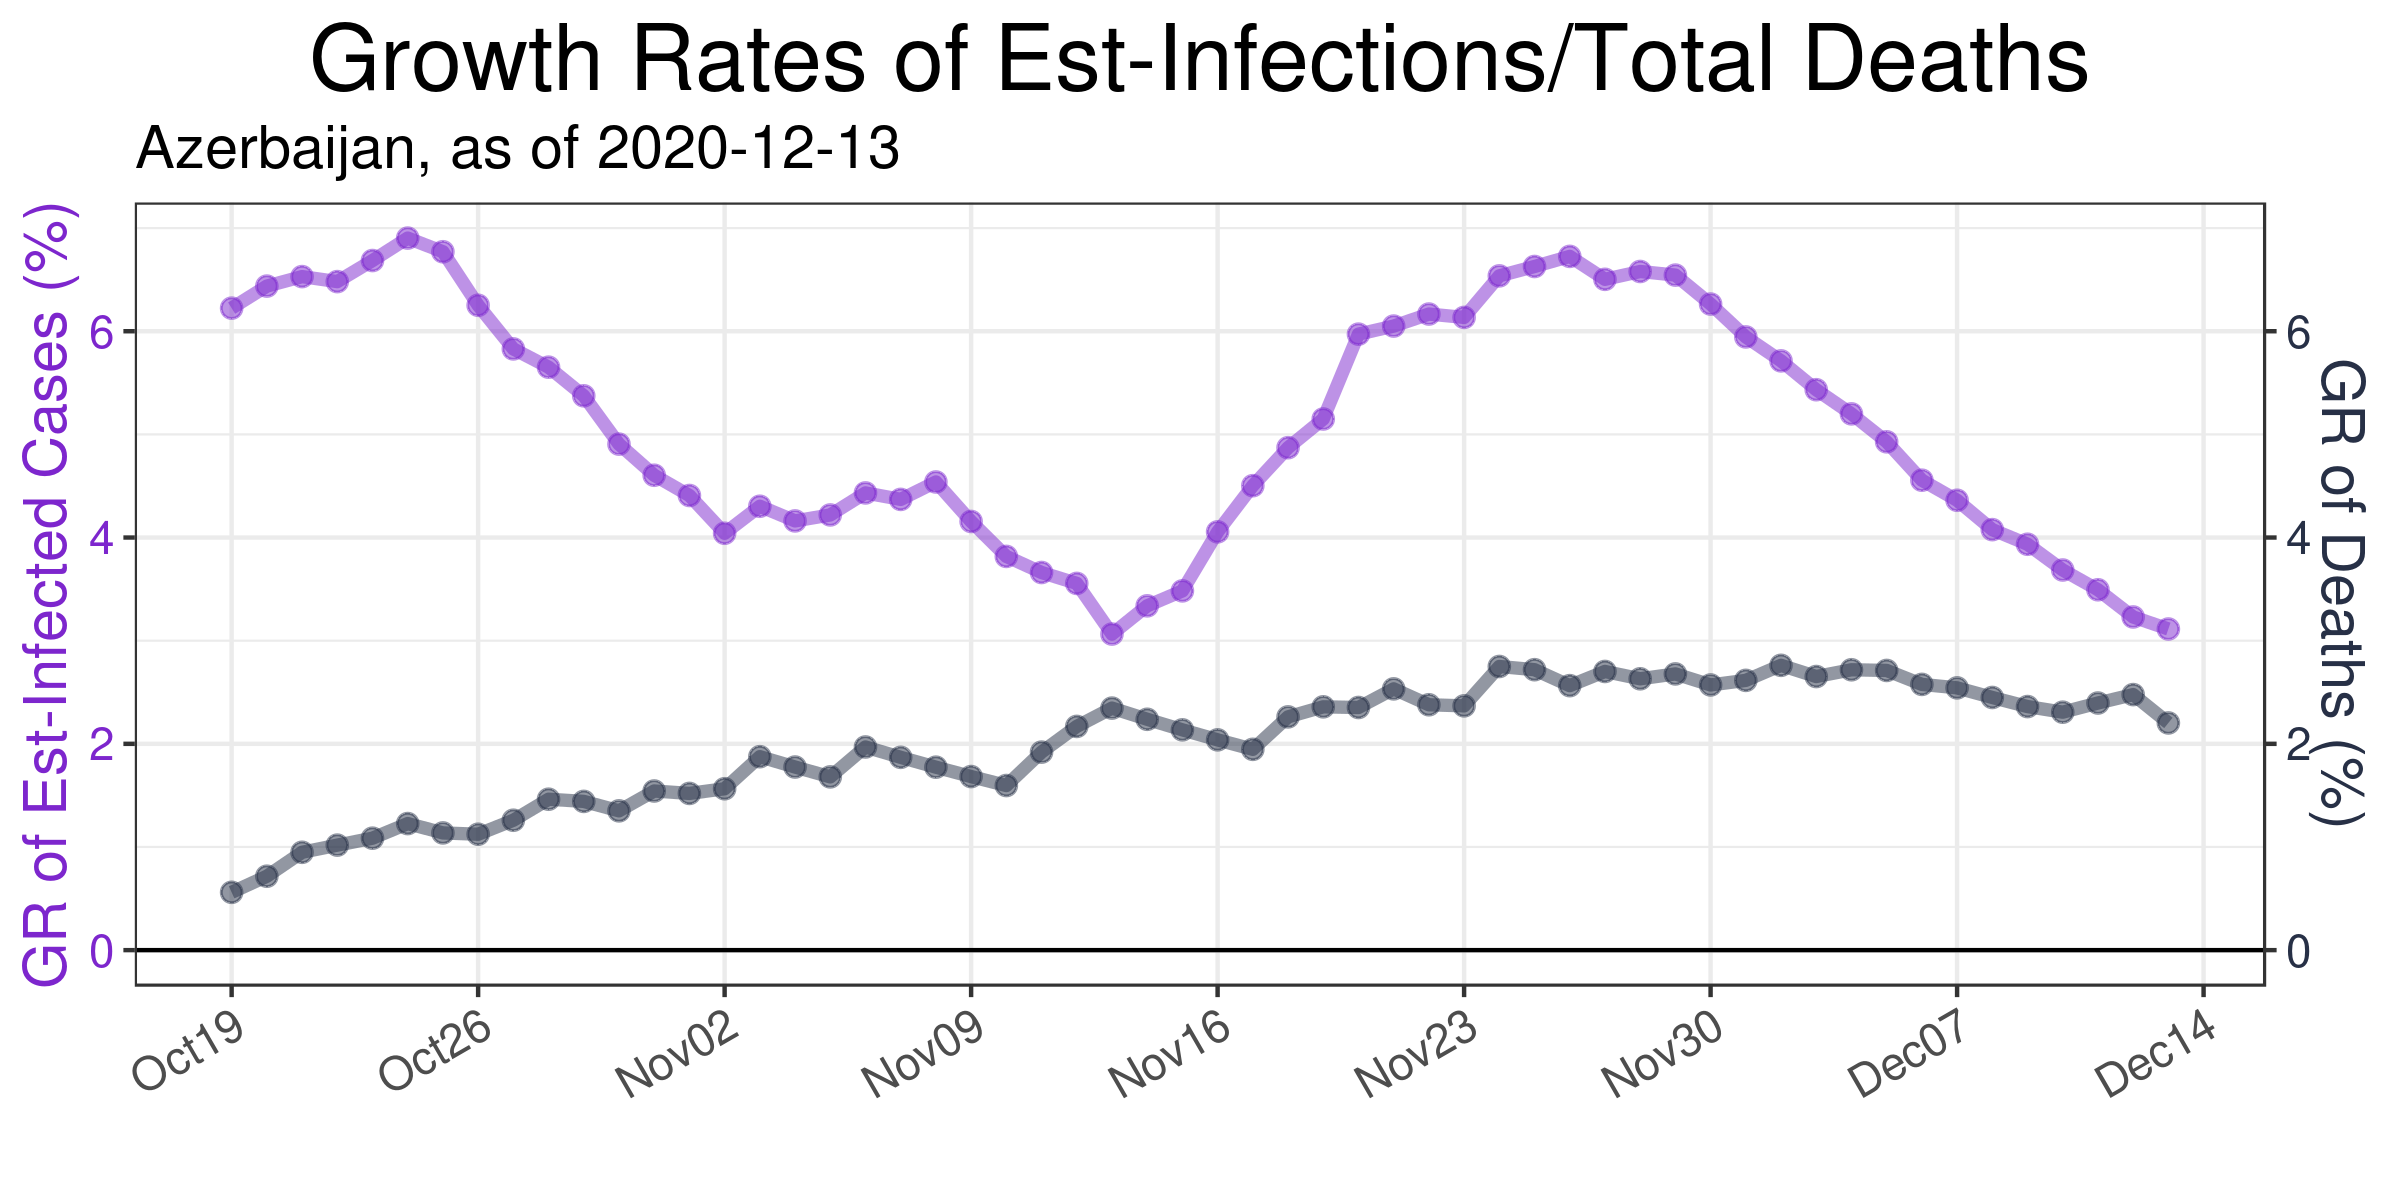 Growth Rates of Est-Infections/Total Deaths
Azerbaijan, as of 2020-12-13
GR of Est-Infected Cases (%)
6
4
2
0
6
4
2
0
GR of Deaths (%)
Oct19
Oct26
Nov02
Nov09
Nov16
Nov23
Nov30
Dec07
Dec14